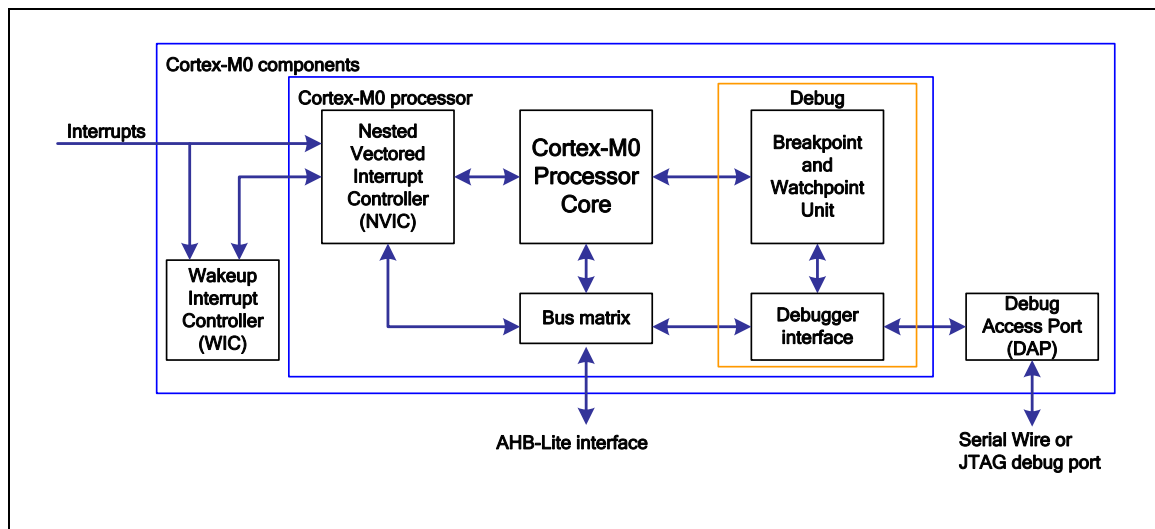 Cortex-M0 components
Cortex-M0 processor
Debug
Interrupts
Nested
Vectored
Interrupt
Controller
(NVIC)
Cortex-M0
Processor
Core
Breakpoint
and
Watchpoint
Unit
Wakeup
Interrupt
Controller
(WIC)
Bus matrix
Debugger
interface
Debug
Access Port
(DAP)
AHB-Lite interface
Serial Wire or
JTAG debug port